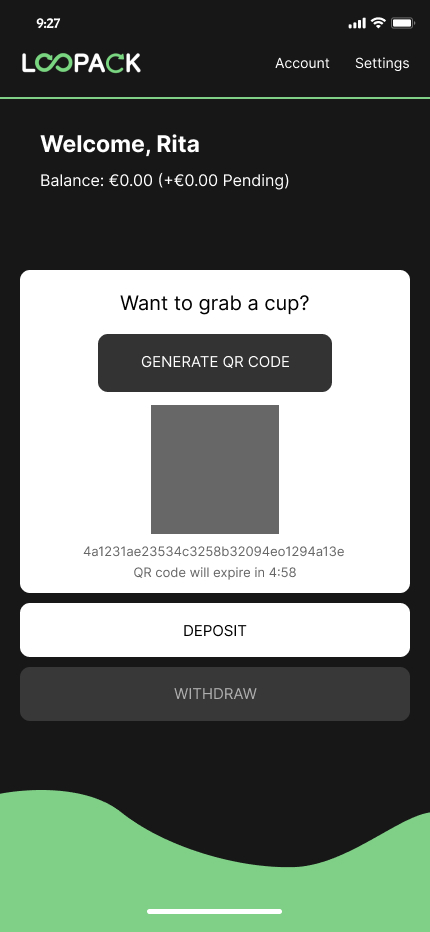 9:27
LOOPACK
Account Settings
Welcome, Rita
Balance: €0.00 (+€0.00 Pending)
Want to grab a cup?
GENERATE QR CODE
4a1231ae23534c3258b32094eo1294a13e
QR code will expire in 4:58
DEPOSIT
WITHDRAW